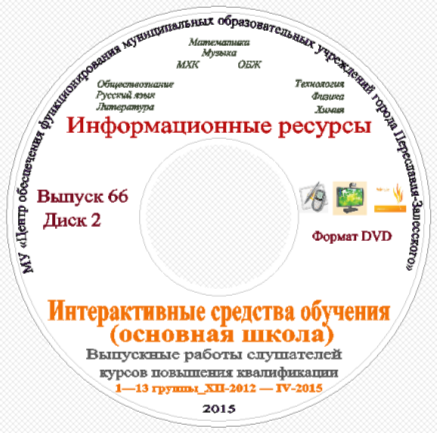 МУ «Центр обеспечения функционирования муниципальных образовательных учреждений города Переславля-Залесского»
Математика
Музыка
МХК ОБЖ
Обществознание Технология
Русский язык Физика
Литература Химия
Информационные ресурсы
Выпуск 66
Диск 2
Формат DVD
Интерактивные средства обучения
(основная школа)
Выпускные работы слушателей
курсов повышения квалификации
1—13 группы_XII-2012 — IV-2015
2015